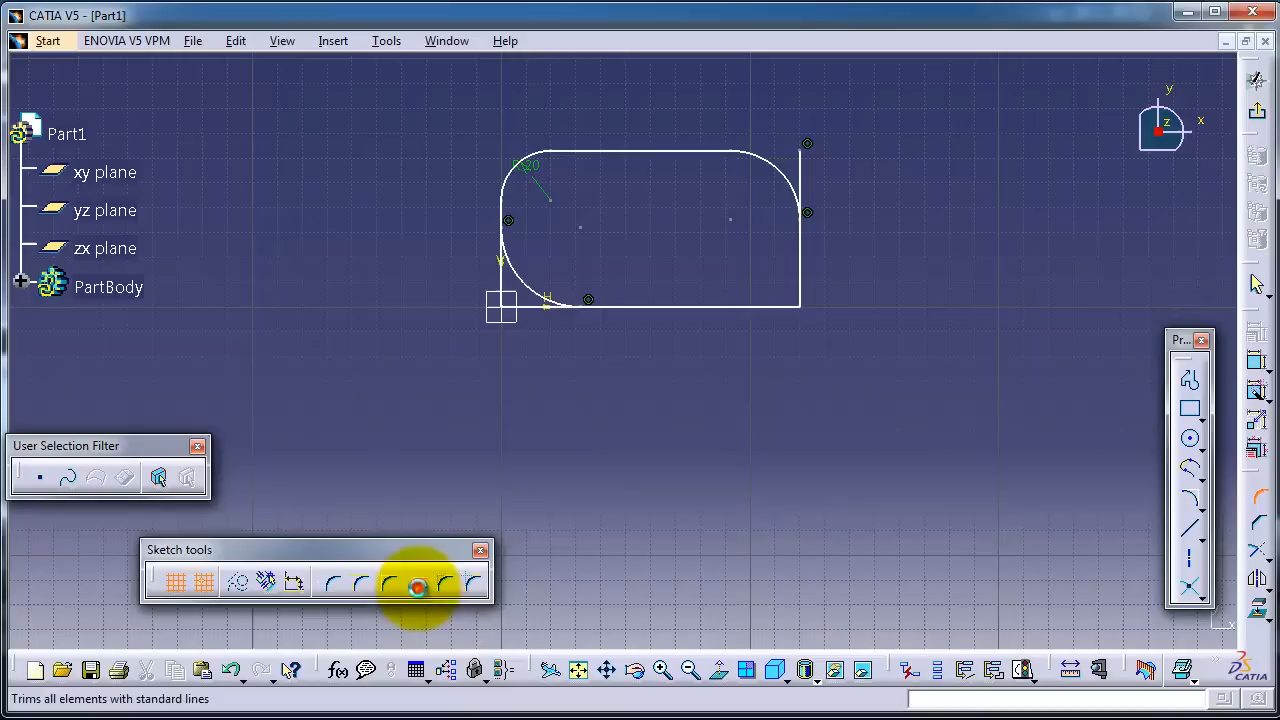 CATIA V5 - [Part1]
Start ENOVIA V5 VPM File Edit View Insert Tools Window Help
y
z x
Part1
xy plane
yz plane
zx plane
PartBody
V
H
Pr...
User Selection Filter
Sketch tools
f(x)
x
CATIA
Trims all elements with standard lines